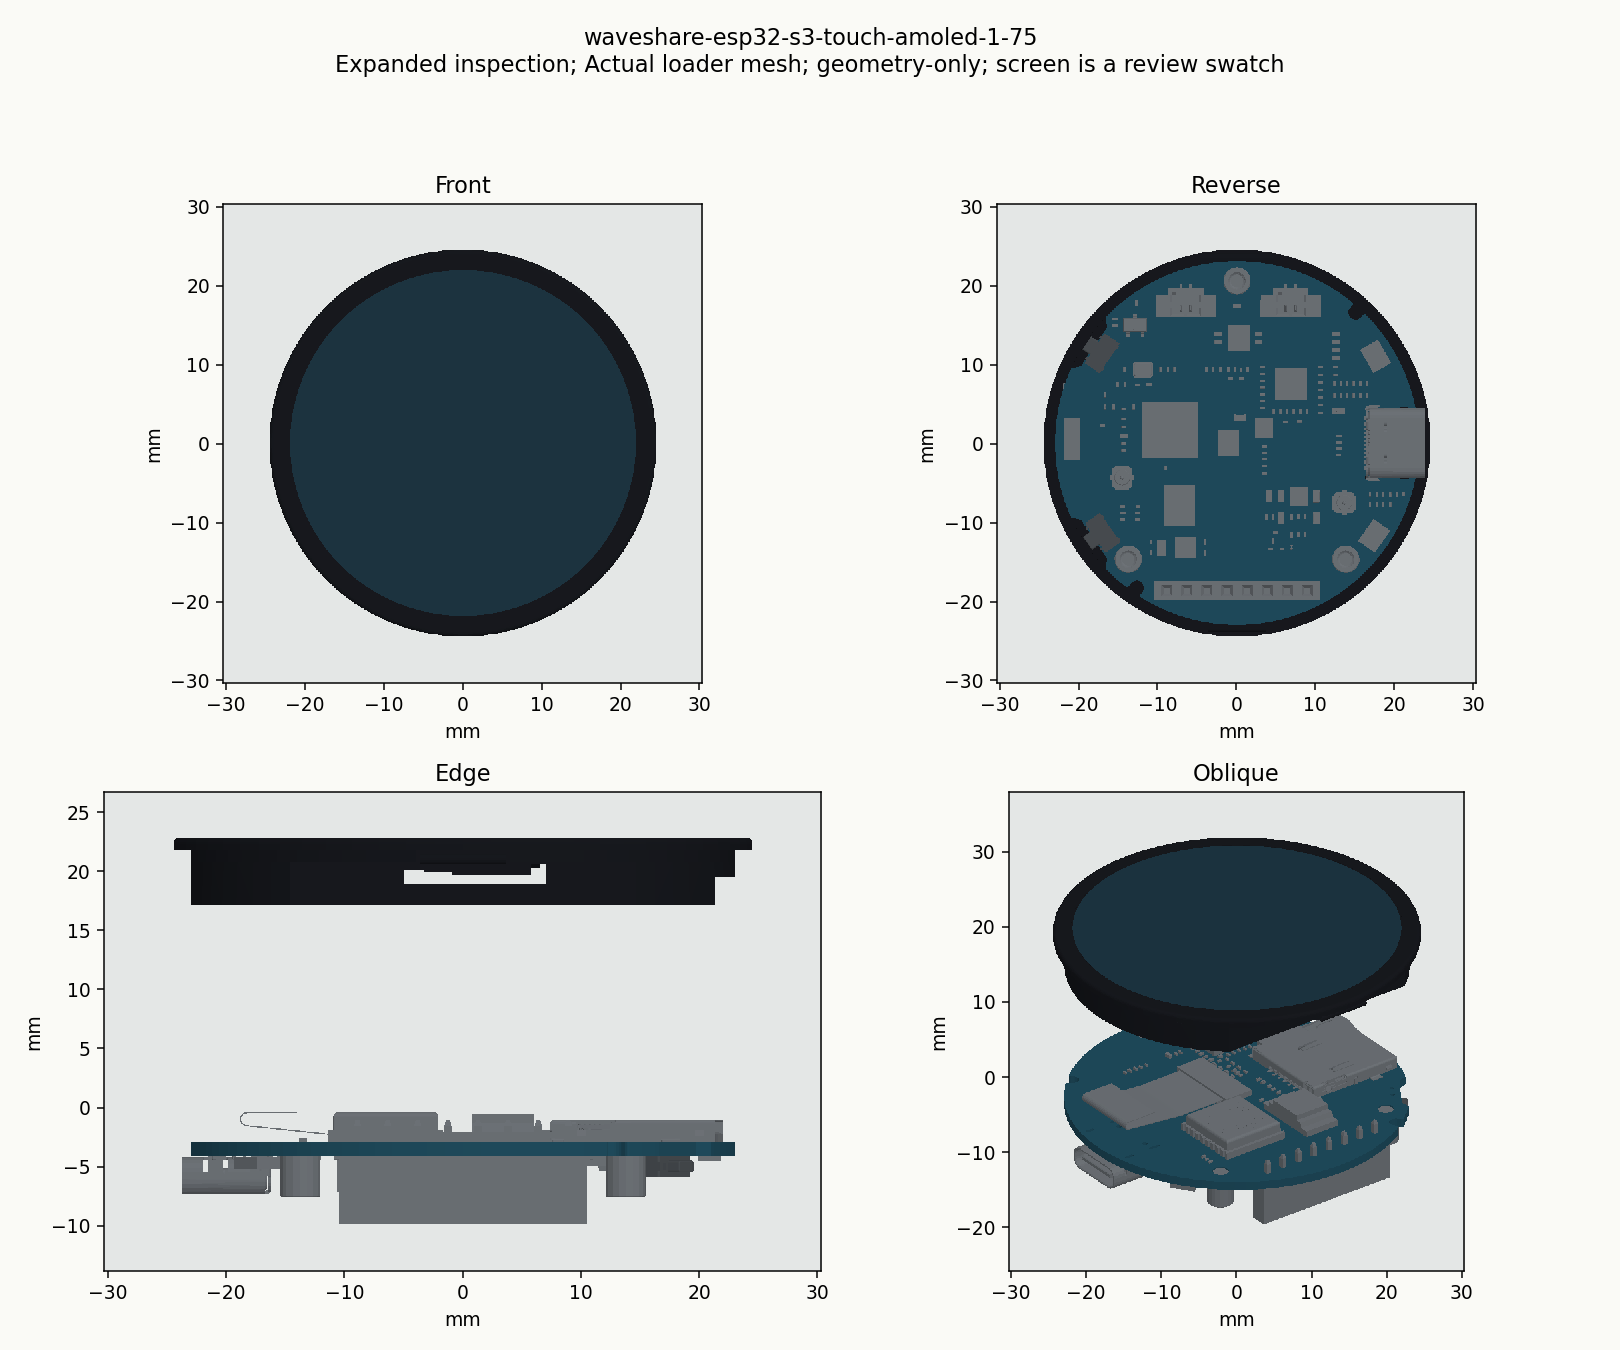 waveshare-esp32-s3-touch-amoled-1-75
Expanded inspection; Actual loader mesh; geometry-only; screen is a review swatch
Front
30
20
10
0
−10
−20
−30
mm
−30 −20 −10 0 10 20 30
mm
Reverse
30
20
10
0
−10
−20
−30
mm
−30 −20 −10 0 10 20 30
mm
Edge
25
20
15
10
5
0
−5
−10
mm
−30 −20 −10 0 10 20 30
mm
Oblique
30
20
10
0
−10
−20
mm
−30 −20 −10 0 10 20 30
mm